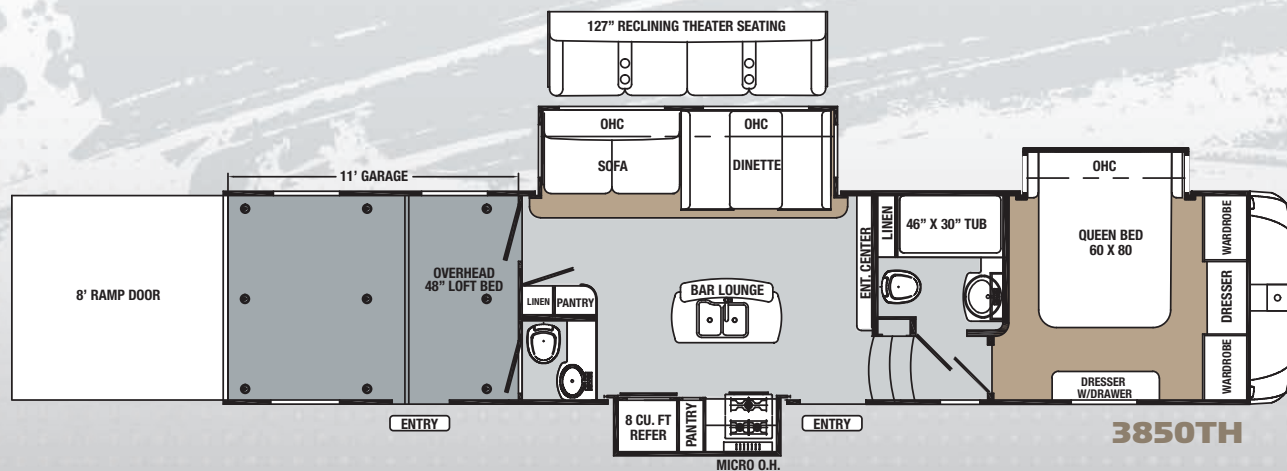 127” RECLINING THEATER SEATING
OHC
OHC
SOFA
DINETTE
OHC
11' GARAGE
8' RAMP DOOR
OVERHEAD
48” LOFT BED
LINEN
PANTRY
BAR LOUNGE
ENT. CENTER
LINEN
46” X 30” TUB
QUEEN BED
60 X 80
WARDROBE
DRESSER
WARDROBE
DRESSER
W/DRAWER
ENTRY
8 CU. FT
REFER
PANTRY
MICRO O.H.
ENTRY
3850TH